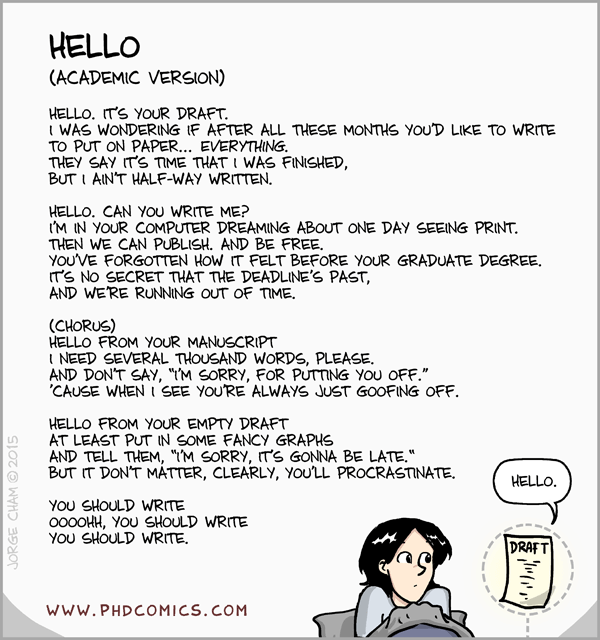 HELLO
(ACADEMIC VERSION)
HELLO. IT'S YOUR DRAFT.
I WAS WONDERING IF AFTER ALL THESE MONTHS YOU'D LIKE TO WRITE
TO PUT ON PAPER... EVERYTHING.
THEY SAY IT'S TIME THAT I WAS FINISHED,
BUT I AIN'T HALF-WAY WRITTEN.
HELLO. CAN YOU WRITE ME?
I'M IN YOUR COMPUTER DREAMING ABOUT ONE DAY SEEING PRINT.
THEN WE CAN PUBLISH. AND BE FREE.
YOU'VE FORGOTTEN HOW IT FELT BEFORE YOUR GRADUATE DEGREE.
IT'S NO SECRET THAT THE DEADLINE'S PAST,
AND WE'RE RUNNING OUT OF TIME.
(CHORUS)
HELLO FROM YOUR MANUSCRIPT
I NEED SEVERAL THOUSAND WORDS, PLEASE.
AND DON'T SAY, "I'M SORRY, FOR PUTTING YOU OFF."
'CAUSE WHEN I SEE YOU'RE ALWAYS JUST GOOFING OFF.
HELLO FROM YOUR EMPTY DRAFT
AT LEAST PUT IN SOME FANCY GRAPHS
AND TELL THEM, "I'M SORRY, IT'S GONNA BE LATE."
BUT IT DON'T MATTER, CLEARLY, YOU'LL PROCRASTINATE.
YOU SHOULD WRITE
OOOOHH, YOU SHOULD WRITE
YOU SHOULD WRITE.
HELLO.
DRAFT
JORGE CHAM © 2015
WWW.PHDCOMICS.COM